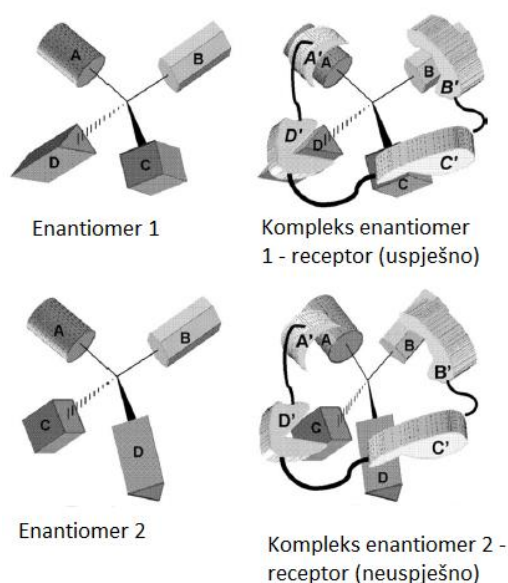 A
B
D
C
A'
A
B
B'
D'
D
C'
C
Enantiomer 1
Kompleks enantiomer
1 - receptor (uspješno)
A
B
C
D
A'
A
B
B'
D'
C
C'
D
Enantiomer 2
Kompleks enantiomer 2 -
receptor (neuspješno)